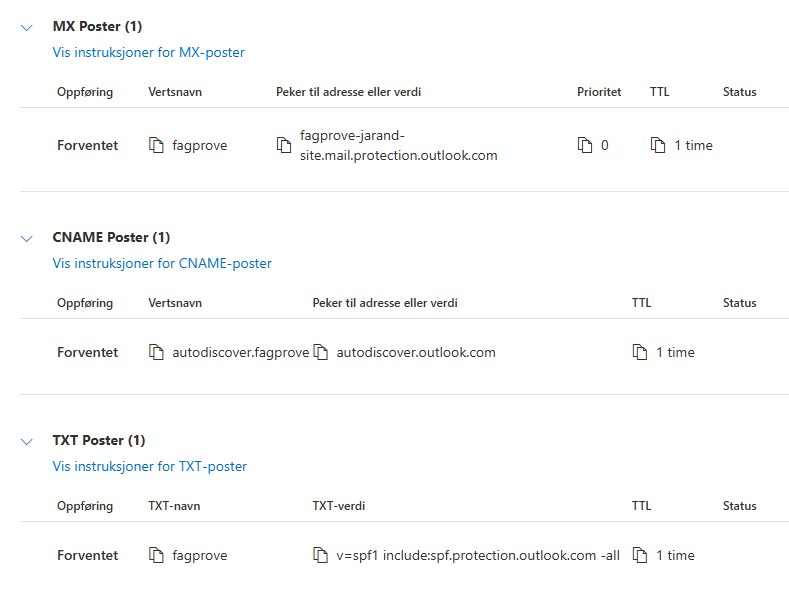 MX Poster (1)
Vis instruksjoner for MX-poster
Oppføring Vertsnavn Peker til adresse eller verdi Prioritet TTL Status
Forventet fagprove fagprove-jarand-site.mail.protection.outlook.com 0 1 time
CNAME Poster (1)
Vis instruksjoner for CNAME-poster
Oppføring Vertsnavn Peker til adresse eller verdi TTL Status
Forventet autodiscover.fagprove autodiscover.outlook.com 1 time
TXT Poster (1)
Vis instruksjoner for TXT-poster
Oppføring TXT-navn TXT-verdi TTL Status
Forventet fagprove v=spf1 include:spf.protection.outlook.com -all 1 time